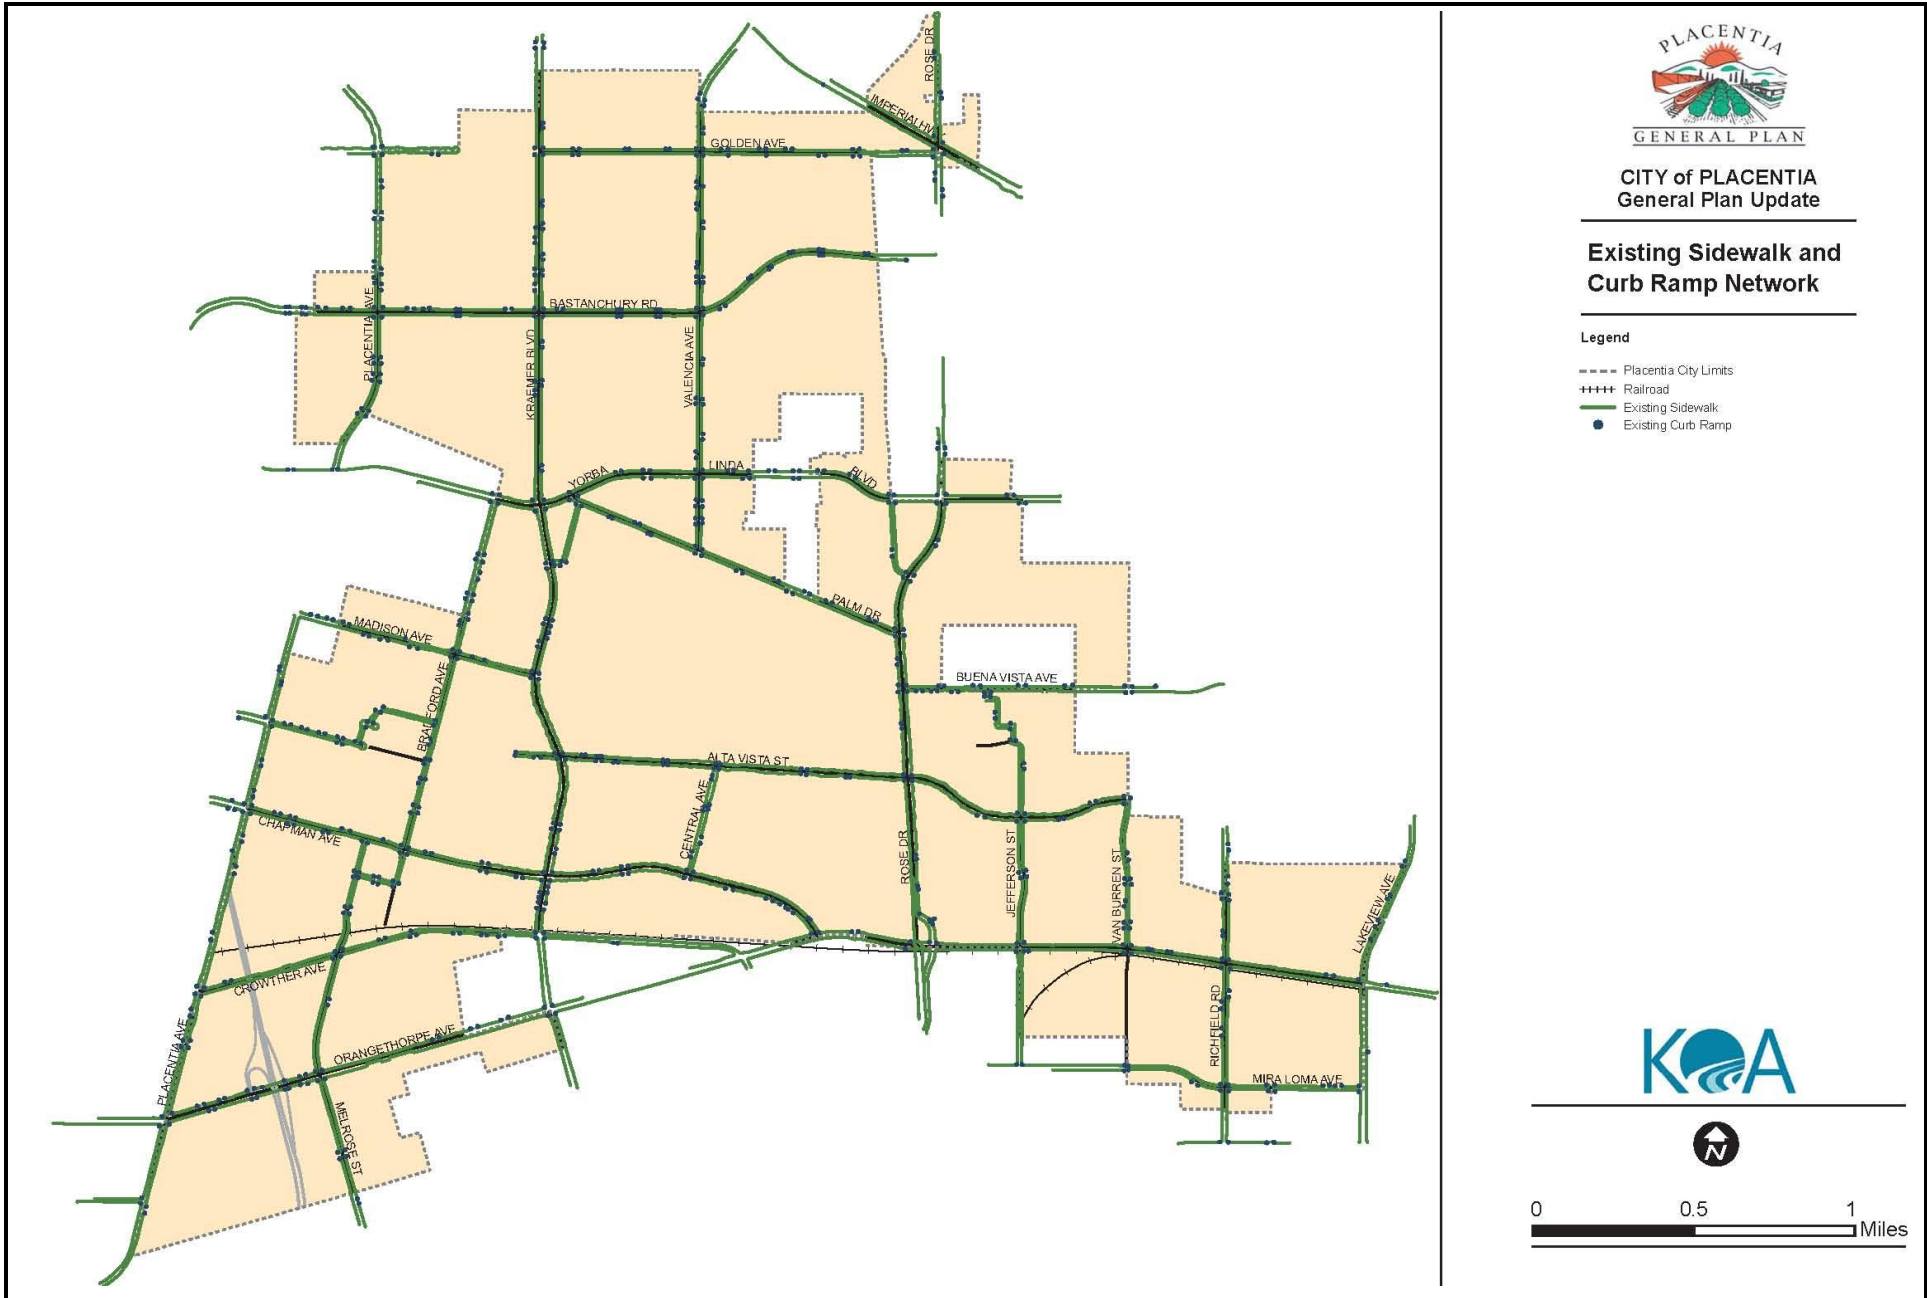 PLACENTIA
GENERAL PLAN
CITY of PLACENTIA
General Plan Update
Existing Sidewalk and
Curb Ramp Network
Legend
Placentia City Limits
Railroad
Existing Sidewalk
Existing Curb Ramp
ROSE DR
IMPERIAL HW
GOLDEN AVE
BASTANCHURY RD
PLACENTIA AVE
KRAEMER BLVD
VALENCIA AVE
YORBA
LINDA
BLVD
PALM DR
MADISON AVE
BRADFORD AVE
BUENA VISTA AVE
ALTA VISTA ST
CENTRAL AVE
CHAPMAN AVE
ROSE DR
JEFFERSON ST
VAN BURREN ST
LAKEVIEW AVE
CROWTHER AVE
RICHFIELD RD
ORANGETHORPE AVE
PLACENTIA AVE
MIRA LOMA AVE
MELROSE ST
KOA
N
0 0.5 1
Miles